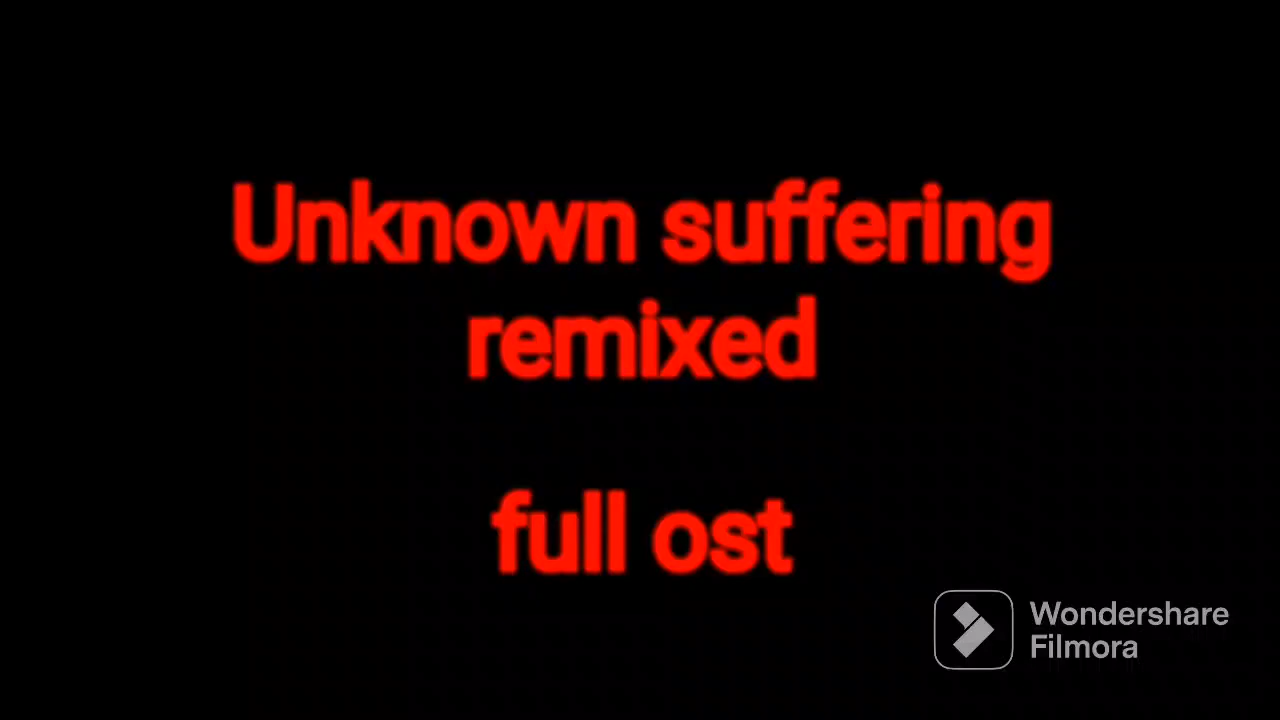 Unknown suffering
remixed
full ost
Wondershare
Filmora